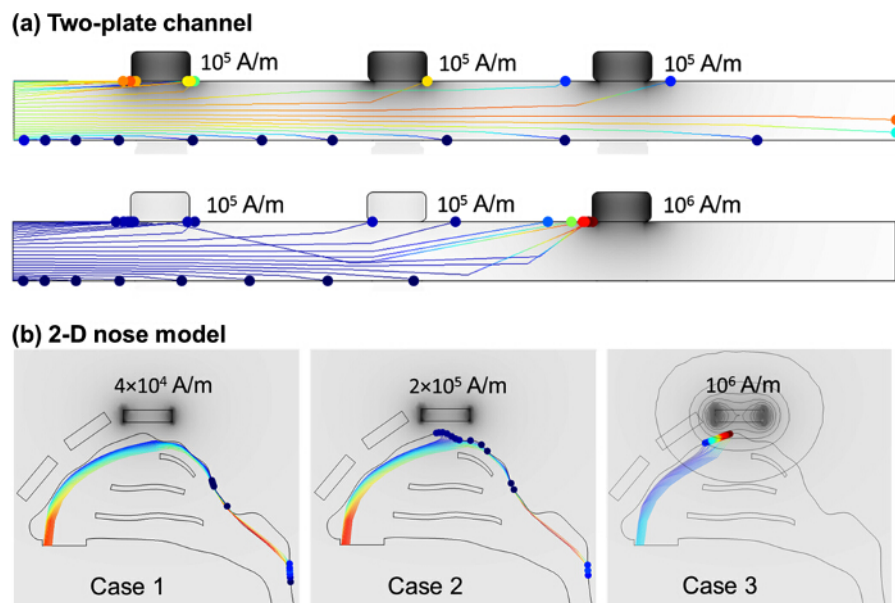 (a) Two-plate channel
10⁵ A/m 10⁵ A/m 10⁵ A/m
10⁵ A/m 10⁵ A/m 10⁶ A/m
(b) 2-D nose model
4×10⁴ A/m 2×10⁵ A/m 10⁶ A/m
Case 1 Case 2 Case 3